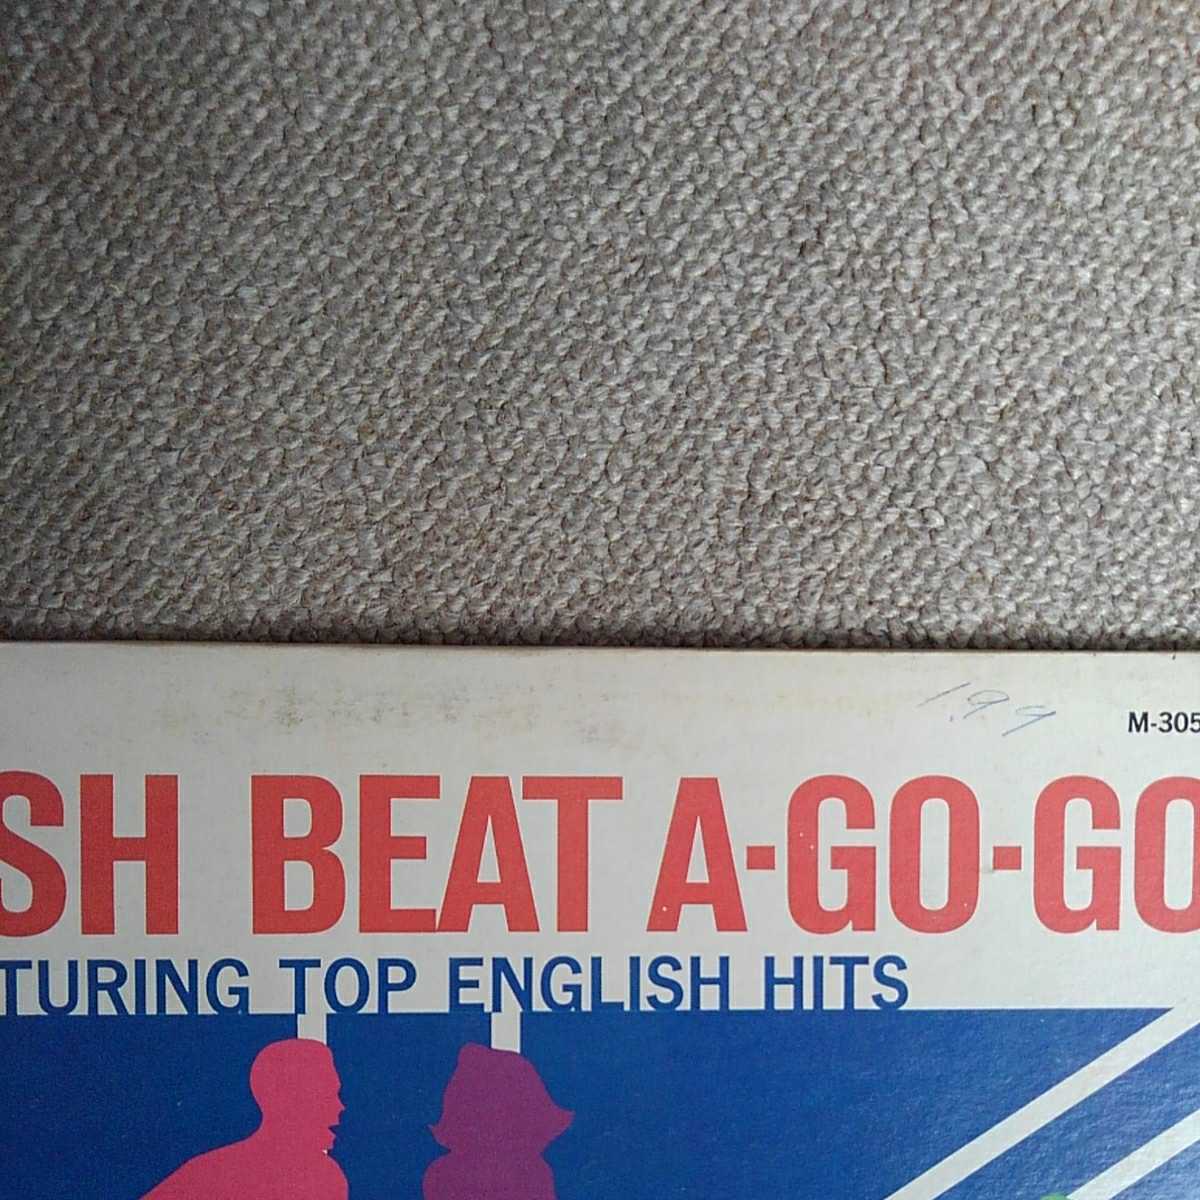 1.99
M-305
SH BEAT A-GO-GO
TURING TOP ENGLISH HITS